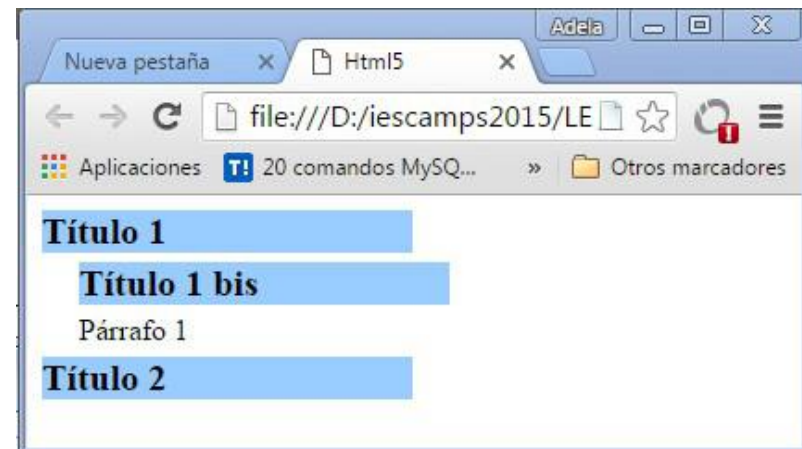 Adela
Nueva pestaña
Html5
file:///D:/iescamps2015/LE
Aplicaciones
T! 20 comandos MySQ...
»
Otros marcadores
Título 1
Título 1 bis
Párrafo 1
Título 2